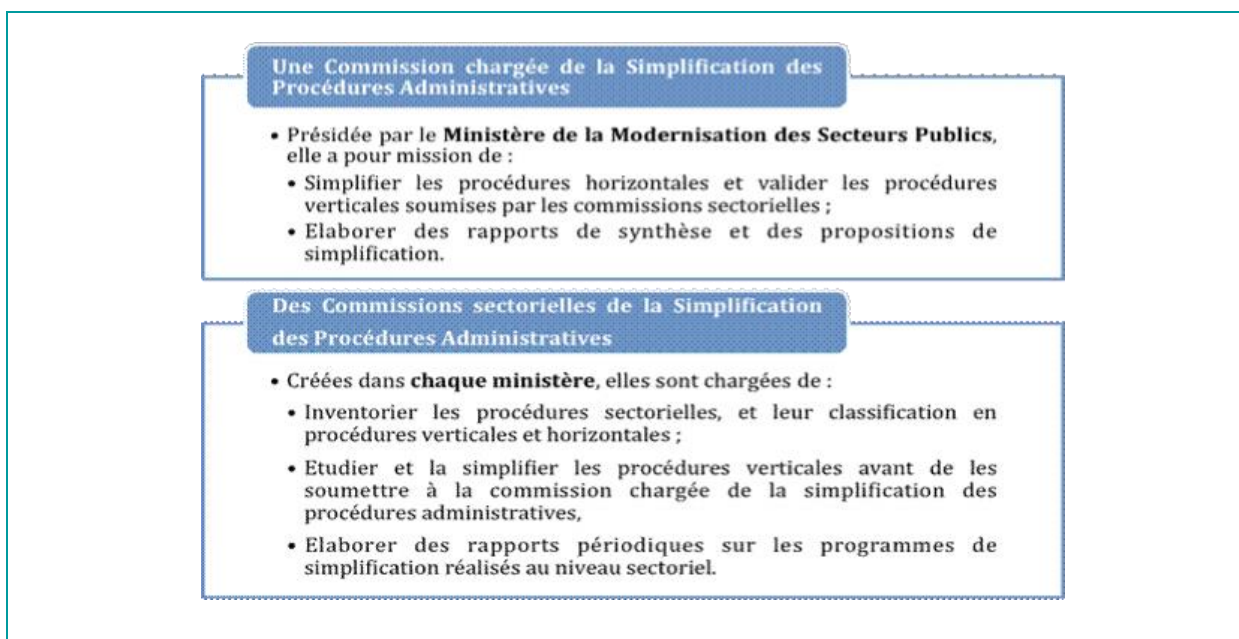 Une Commission chargée de la Simplification des
Procédures Administratives
• Présidée par le Ministère de la Modernisation des Secteurs Publics,
elle a pour mission de :
• Simplifier les procédures horizontales et valider les procédures
verticales soumises par les commissions sectorielles ;
• Elaborer des rapports de synthèse et des propositions de
simplification.
Des Commissions sectorielles de la Simplification
des Procédures Administratives
• Créées dans chaque ministère, elles sont chargées de :
• Inventorier les procédures sectorielles, et leur classification en
procédures verticales et horizontales ;
• Etudier et la simplifier les procédures verticales avant de les
soumettre à la commission chargée de la simplification des
procédures administratives,
• Elaborer des rapports périodiques sur les programmes de
simplification réalisés au niveau sectoriel.